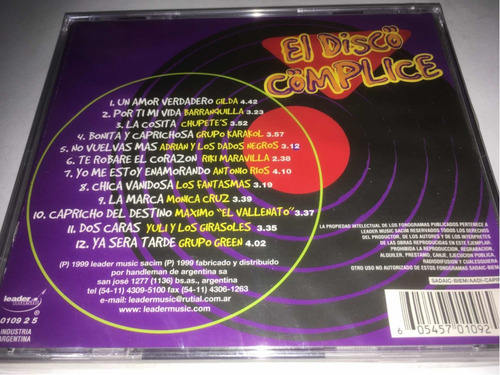 El Disco
CöMPLICE
1. UN AMOR VERDADERO GILDA 4.42
2. POR TI MI VIDA BARRANQUILLA 3.23
3. LA COSITA CHUPETE'S 3.52
4. BONITA Y CAPRICHOSA GRUPO KARAKOL 3.57
5. NO VUELVAS MAS ADRIAN Y LOS DADOS NEGROS 3.12
6. TE ROBARE EL CORAZON RIKI MARAVILLA 2.38
7. YO ME ESTOY ENAMORANDO ANTONIO RIOS 4.10
8. CHICA VANIDOSA LOS FANTASMAS 3.19
9. LA MARCA MONICA CRUZ 3.39
10. CAPRICHO DEL DESTINO MAXIMO "EL VALLENATO" 3.37
11. DOS CARAS YULI Y LOS GIRASOLES 3.35
12. YA SERA TARDE GRUPO GREEN 4.02
(P) 1999 leader music sacim (P) 1999 fabricado y distribuido
por handleman de argentina sa
san josé 1277 (1136) bs.as., argentina
tel (54-11) 4309-5100 fax (54-11) 4306-1263
e-mail: leadermusic@rutial.com.ar
www.leadermusic.com
LA PROPIEDAD INTELECTUAL DE LOS FONOGRAMAS PUBLICADOS PERTENECE A
LEADER MUSIC SACIM RESERVADOS TODOS LOS DERECHOS
DEL PRODUCTOR, DE LOS AUTORES Y DE LOS INTERPRETES
DE LAS OBRAS REPRODUCIDAS EN ESTE EJEMPLAR.
PROHIBIDA LA REPRODUCCION, REGRABACION,
ALQUILER, PRESTAMO, CANJE, EJECUCION PUBLICA,
RADIODIFUSION Y CUALESQUIERA
OTRO USO NO AUTORIZADO DE ESTOS FONOGRAMAS SADAIC-BIEM
SADAIC-BIEM/AADI-CAPIF
leader
0109 2 5
INDUSTRIA
ARGENTINA
6 05457 01092